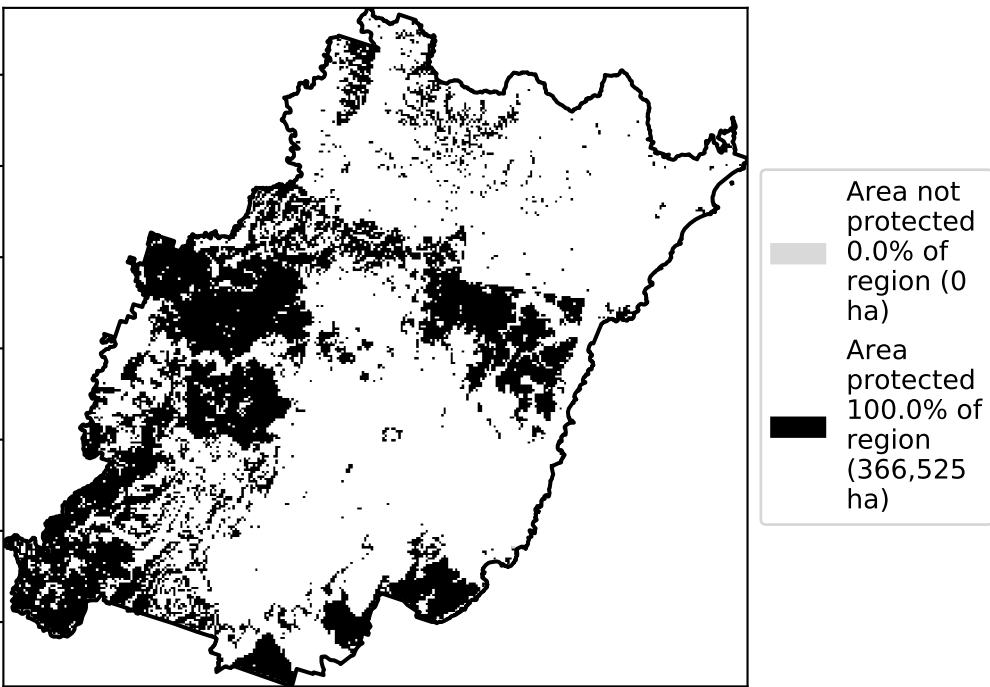 Area not
protected
0.0% of
region (0
ha)
Area
protected
100.0% of
region
(366,525
ha)